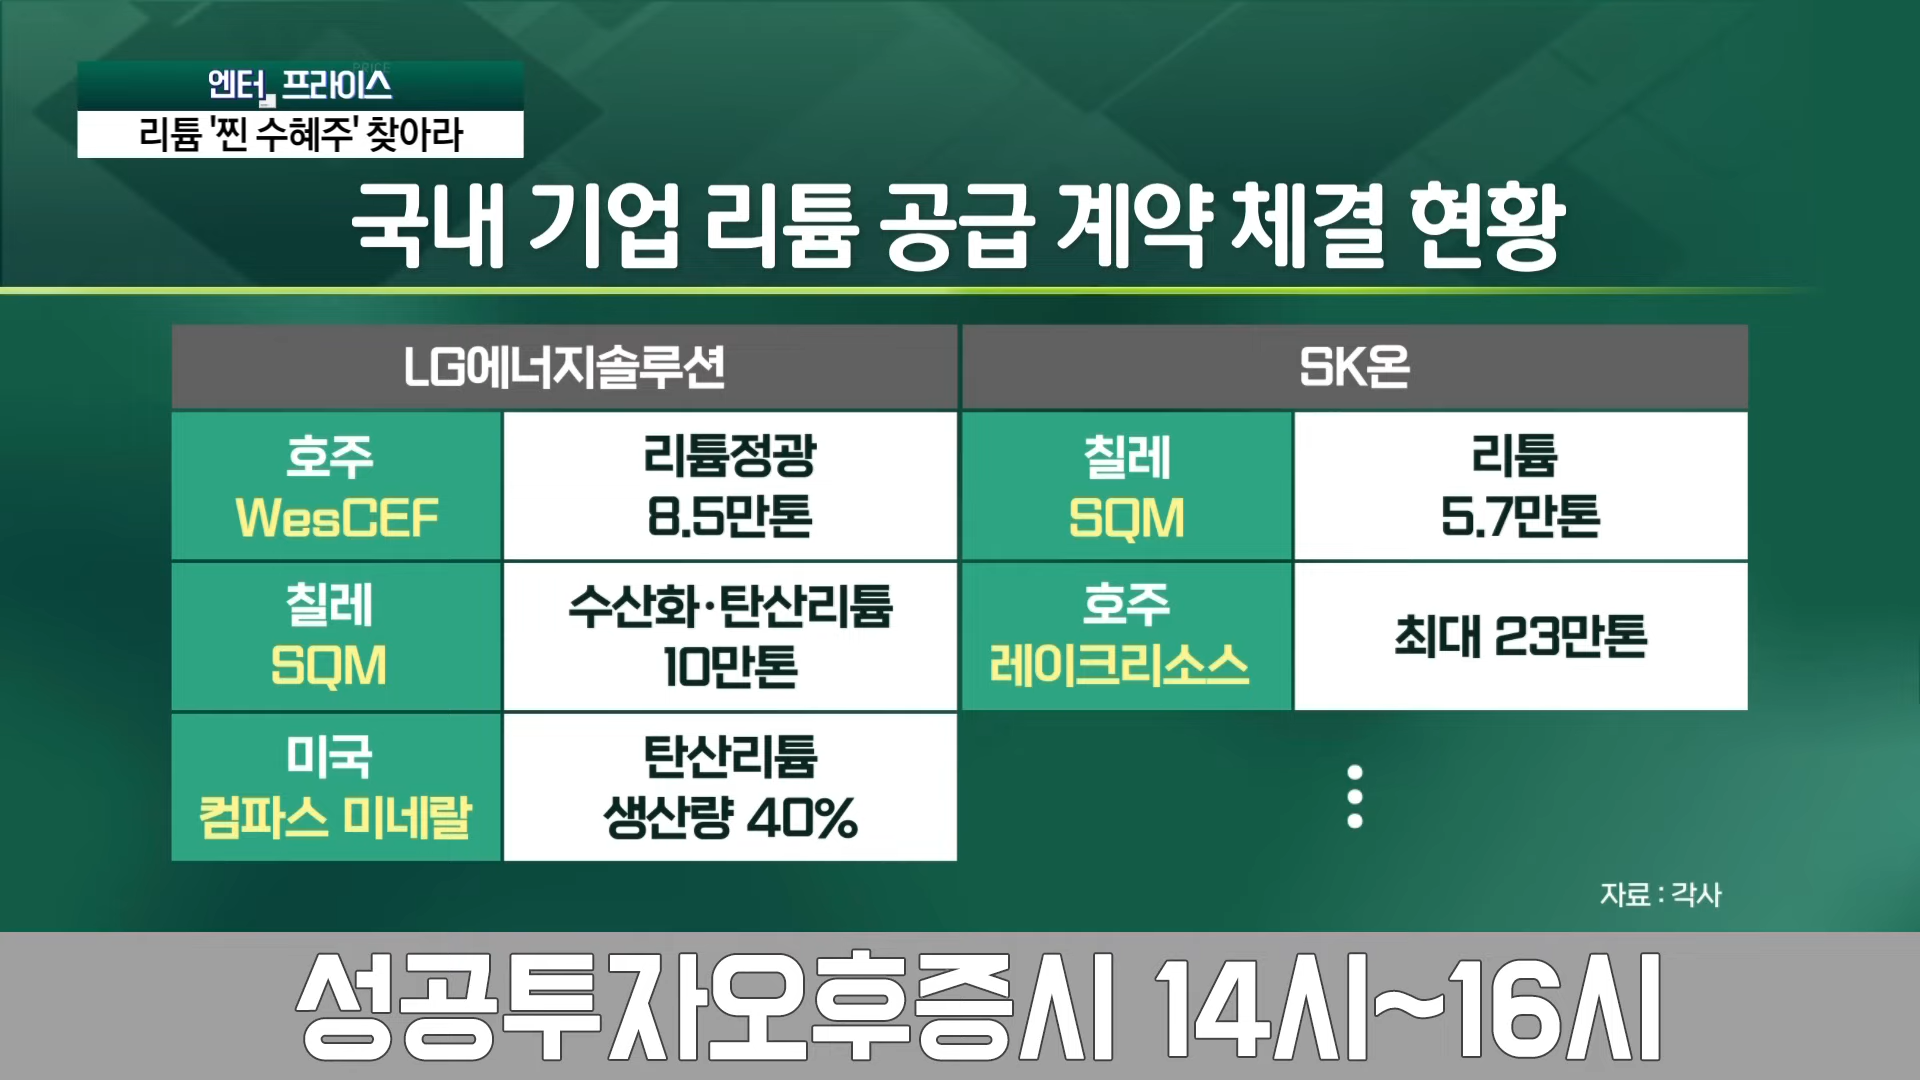 PRICE
엔터프라이스
리튬 '찐 수혜주' 찾아라
국내 기업 리튬 공급 계약 체결 현황
LG에너지솔루션
호주
WesCEF
리튬정광
8.5만톤
칠레
SQM
수산화·탄산리튬
10만톤
미국
컴파스 미네랄
탄산리튬
생산량 40%
SK온
칠레
SQM
리튬
5.7만톤
호주
레이크리소스
최대 23만톤
자료 : 각사
성공투자오후증시 14시~16시